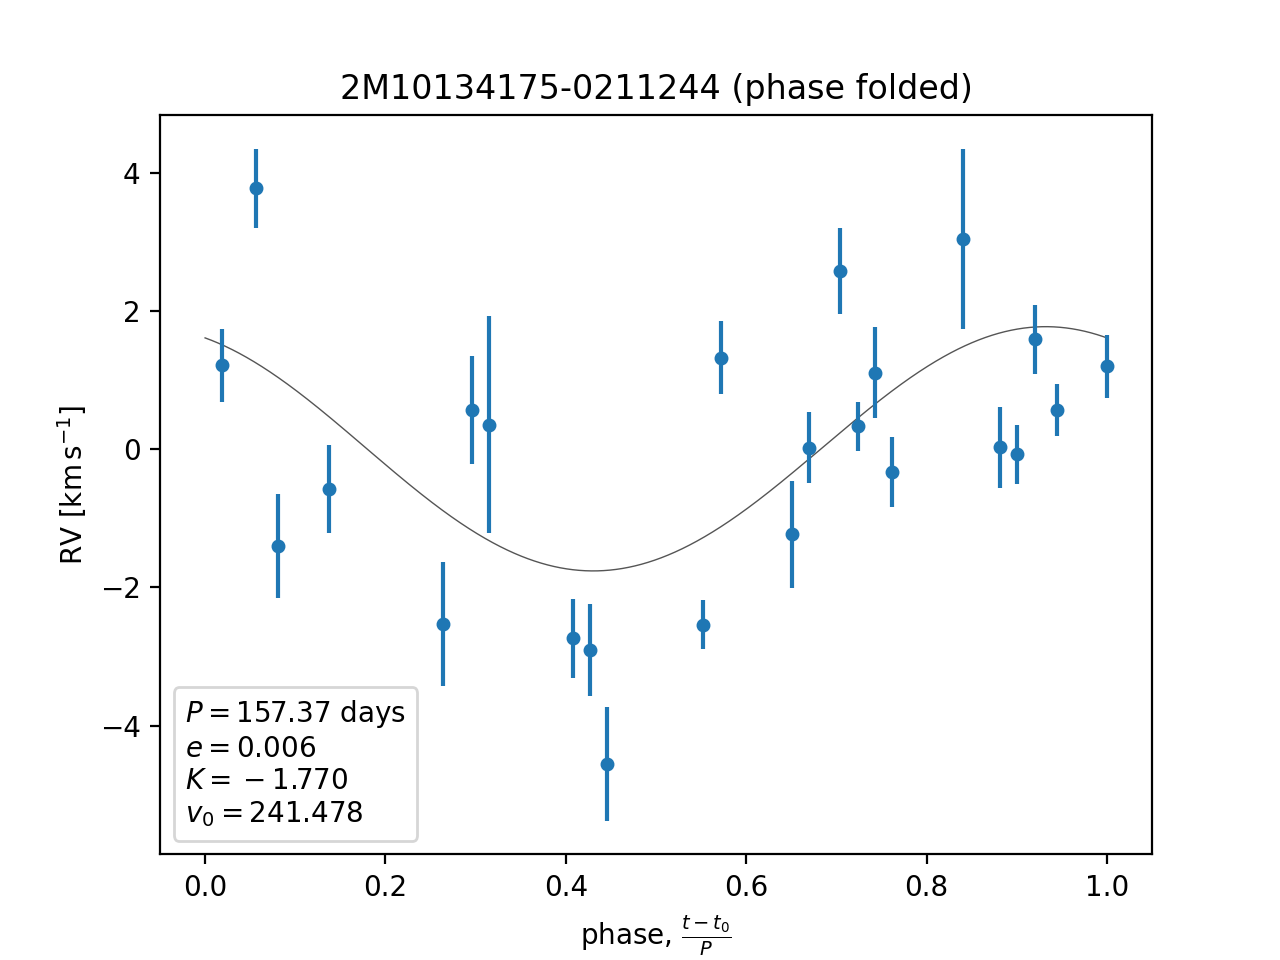 2M10134175-0211244 (phase folded)
RV [km s⁻¹]
4
2
0
−2
−4
P = 157.37 days
e = 0.006
K = −1.770
v₀ = 241.478
0.0 0.2 0.4 0.6 0.8 1.0
phase, (t − t₀)/P